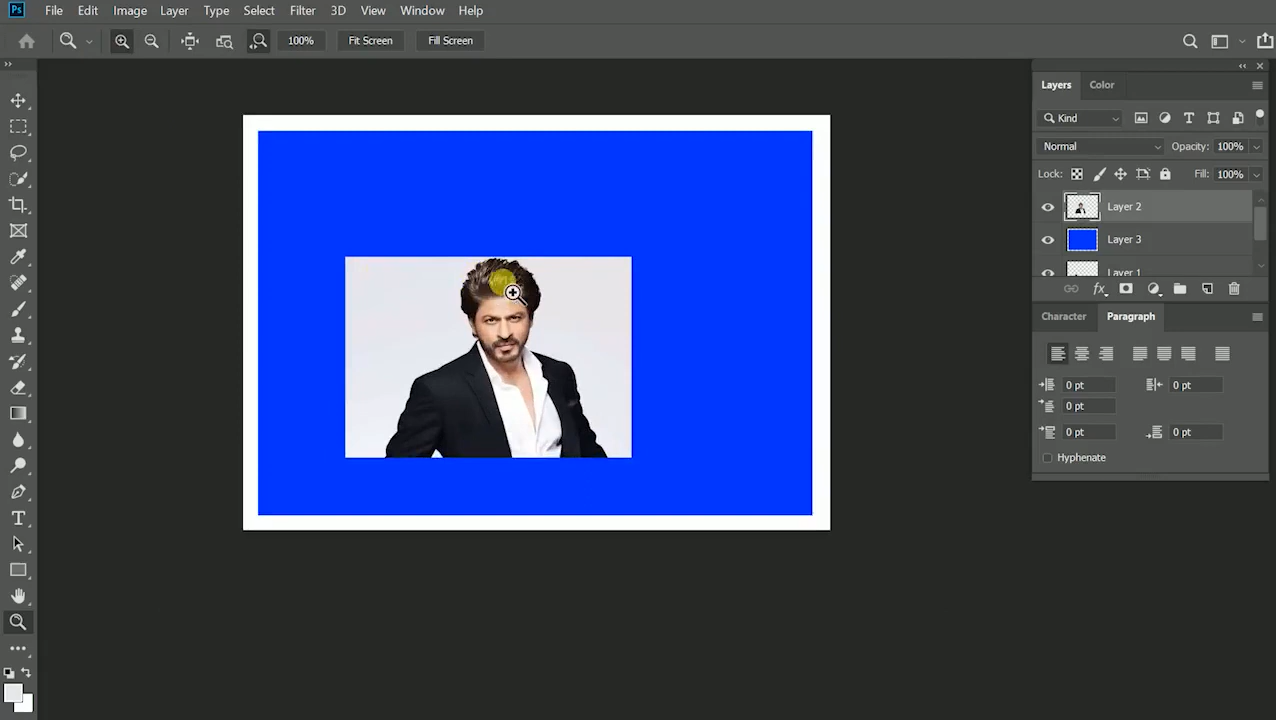 Ps File Edit Image Layer Type Select Filter 3D View Window Help
100% Fit Screen Fill Screen
Layers Color
Kind
Normal Opacity: 100%
Lock: Fill: 100%
Layer 2
Layer 3
Layer 1
fx
Character Paragraph
0 pt 0 pt
0 pt
0 pt 0 pt
Hyphenate